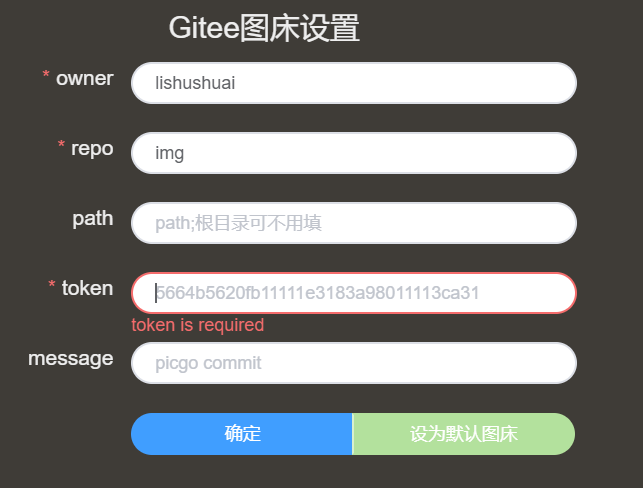 Gitee图床设置
* owner
lishushuai
* repo
img
path
path;根目录可不用填
* token
5664b5620fb11111e3183a98011113ca31
token is required
message
picgo commit
确定
设为默认图床